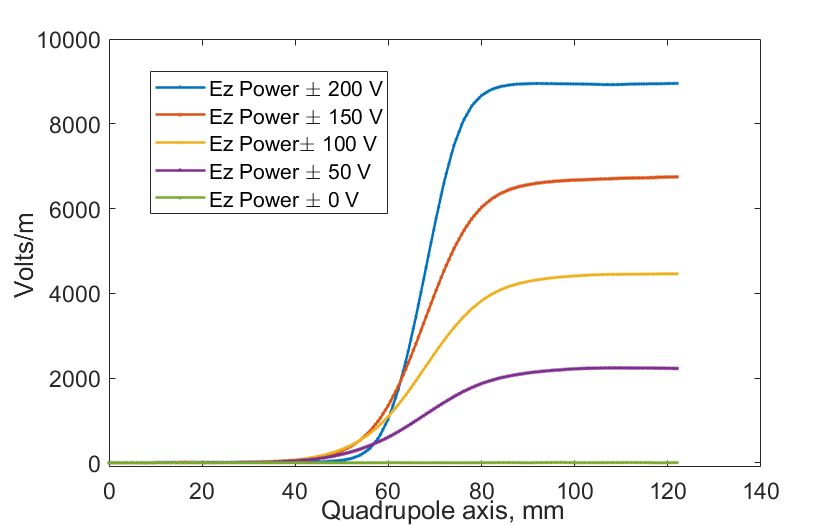 10000
8000
6000
4000
2000
0
Volts/m
Ez Power ± 200 V
Ez Power ± 150 V
Ez Power± 100 V
Ez Power ± 50 V
Ez Power ± 0 V
0 20 40 60 80 100 120 140
Quadrupole axis, mm